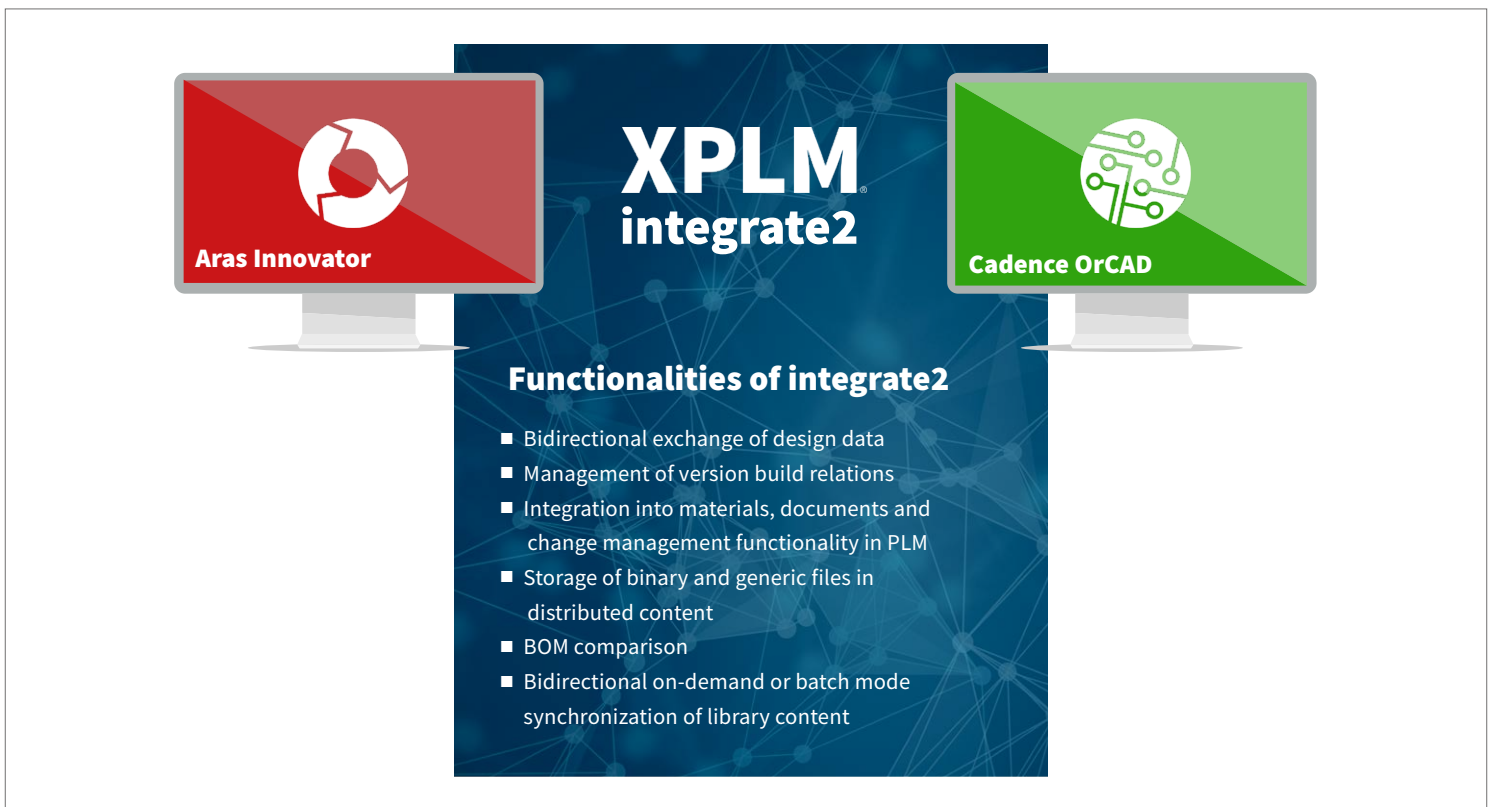 XPLM®
integrate2
Aras Innovator
Cadence OrCAD
Functionalities of integrate2
■ Bidirectional exchange of design data
■ Management of version build relations
■ Integration into materials, documents and
change management functionality in PLM
■ Storage of binary and generic files in
distributed content
■ BOM comparison
■ Bidirectional on-demand or batch mode
synchronization of library content